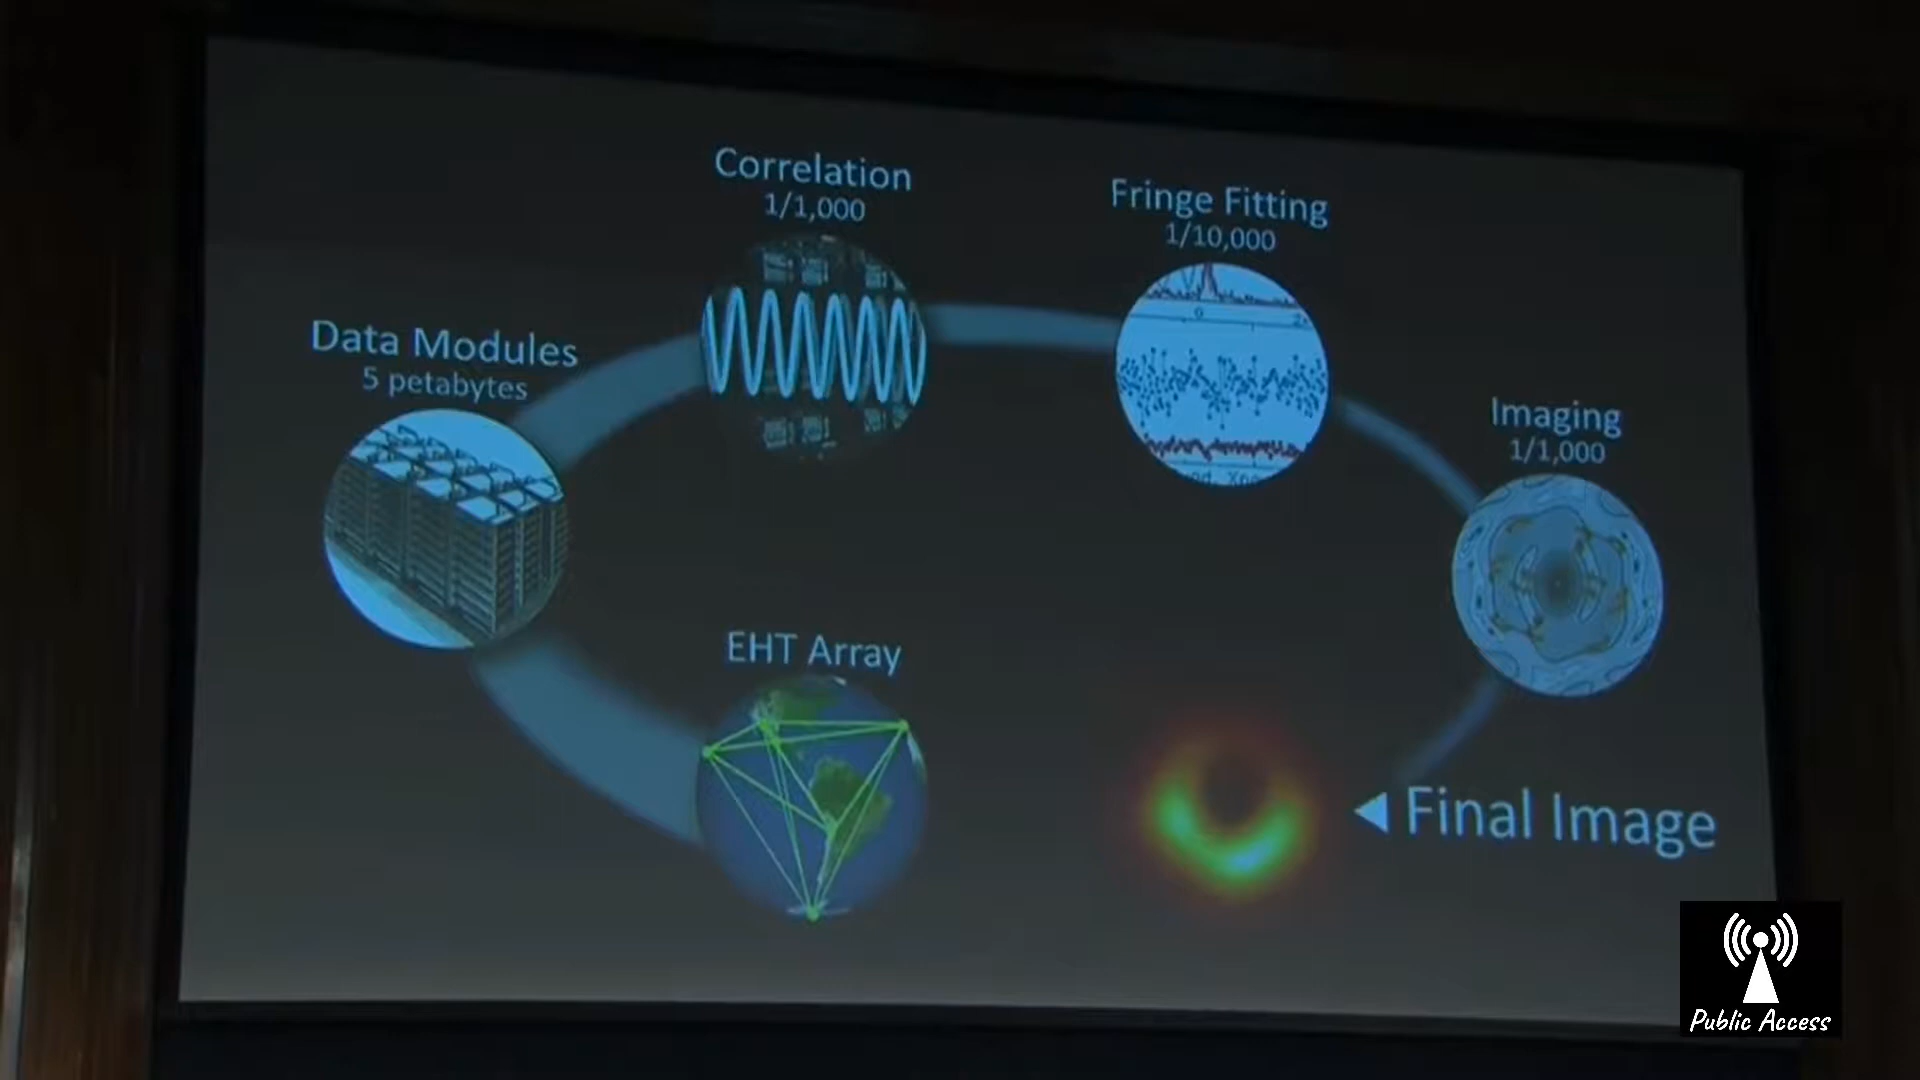 Correlation
1/1,000
Fringe Fitting
1/10,000
Data Modules
5 petabytes
Imaging
1/1,000
EHT Array
Final Image
Public Access